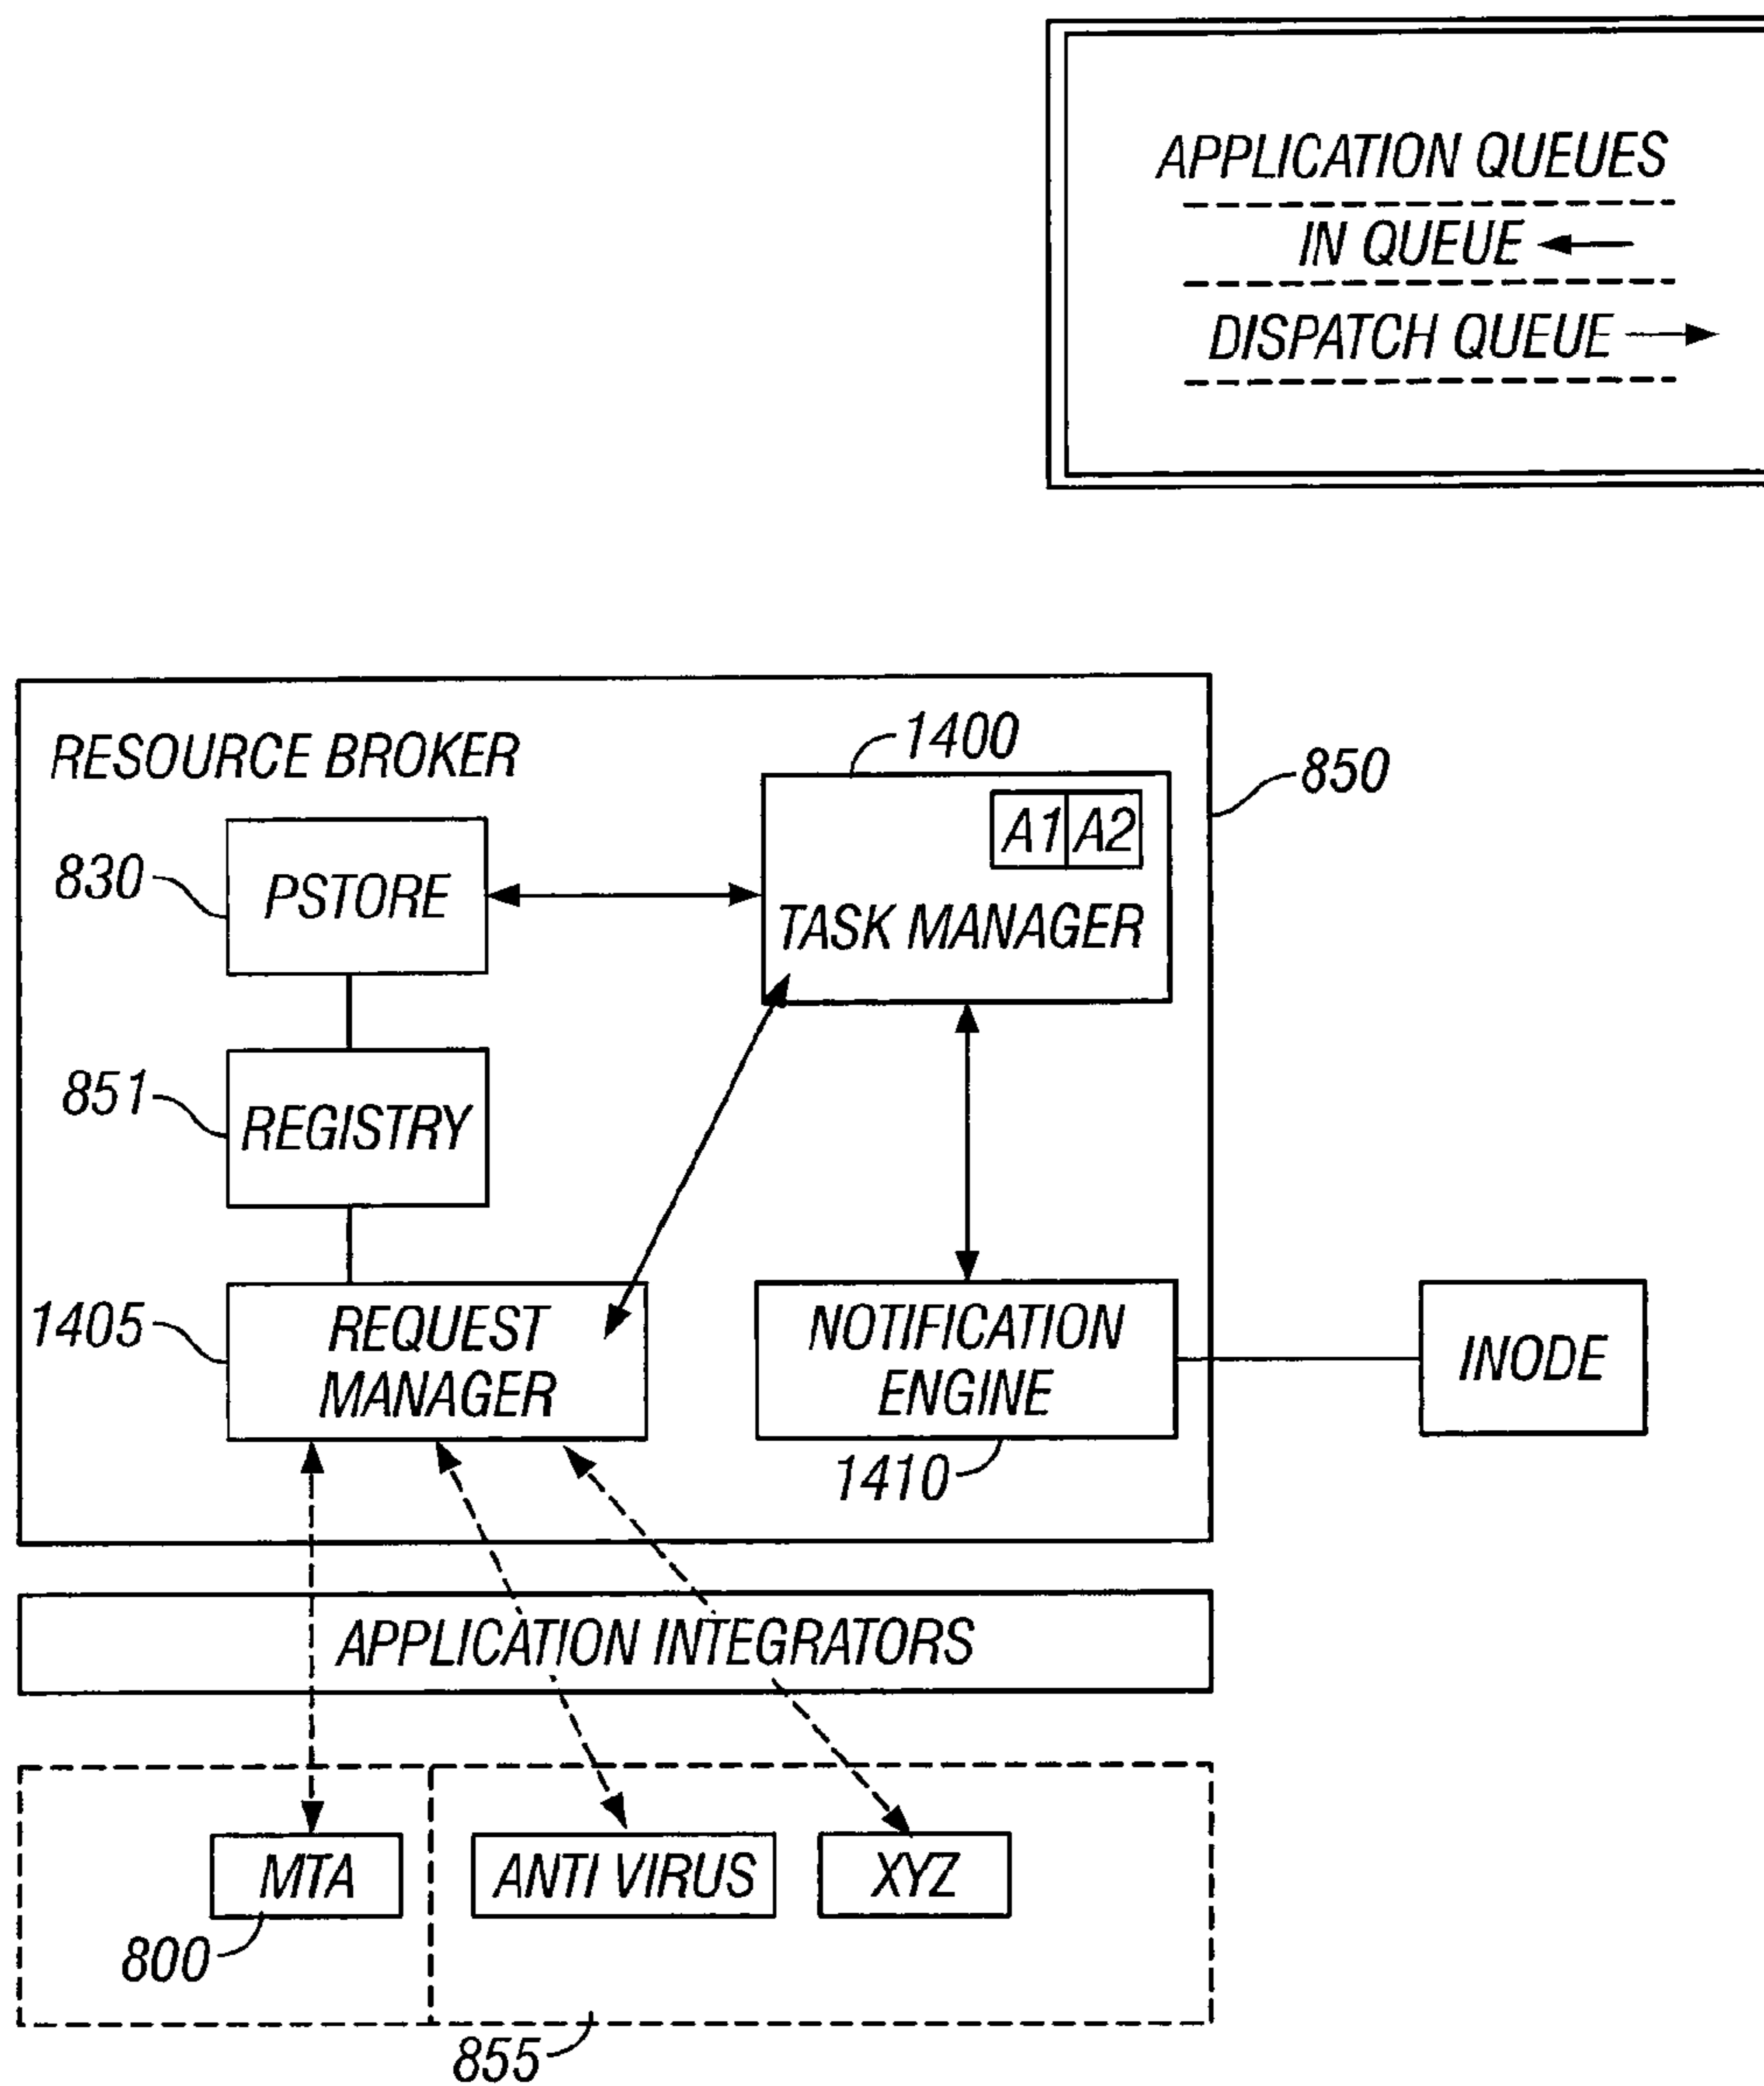 APPLICATION QUEUES
IN QUEUE
DISPATCH QUEUE
RESOURCE BROKER
1400
850
A1 A2
830
PSTORE
TASK MANAGER
851
REGISTRY
1405
REQUEST
MANAGER
NOTIFICATION
ENGINE
INODE
1410
APPLICATION INTEGRATORS
MTA
ANTI VIRUS
XYZ
800
855